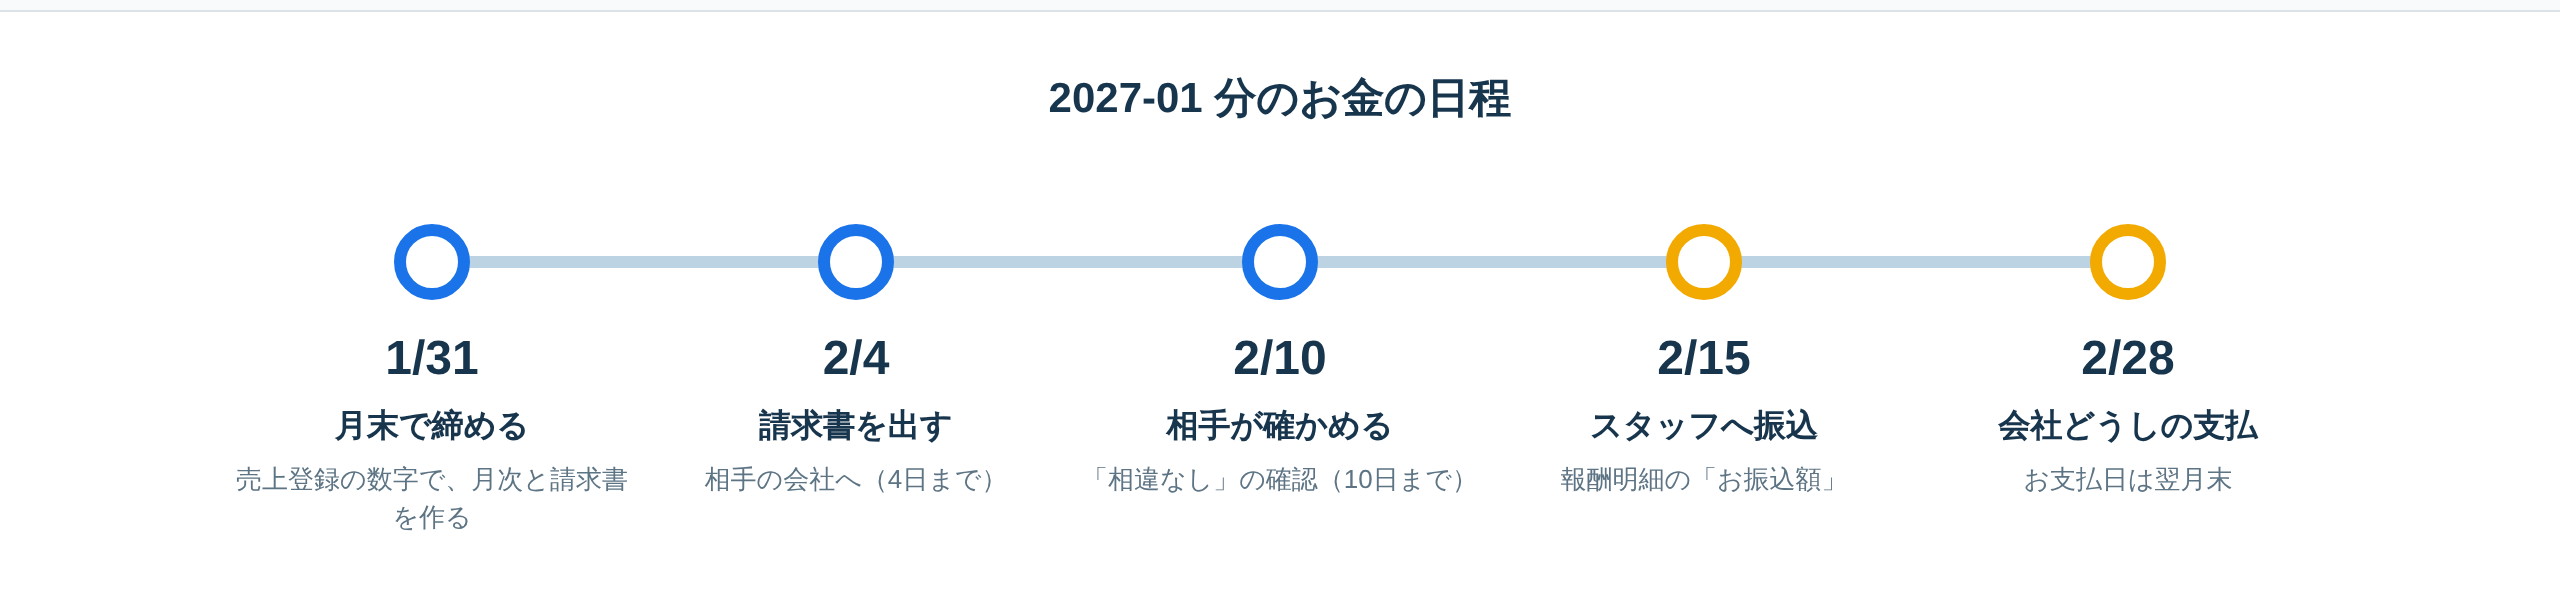 2027-01 分のお金の日程
1/31
月末で締める
売上登録の数字で、月次と請求書
を作る
2/4
請求書を出す
相手の会社へ（4日まで）
2/10
相手が確かめる
「相違なし」の確認（10日まで）
2/15
スタッフへ振込
報酬明細の「お振込額」
2/28
会社どうしの支払
お支払日は翌月末